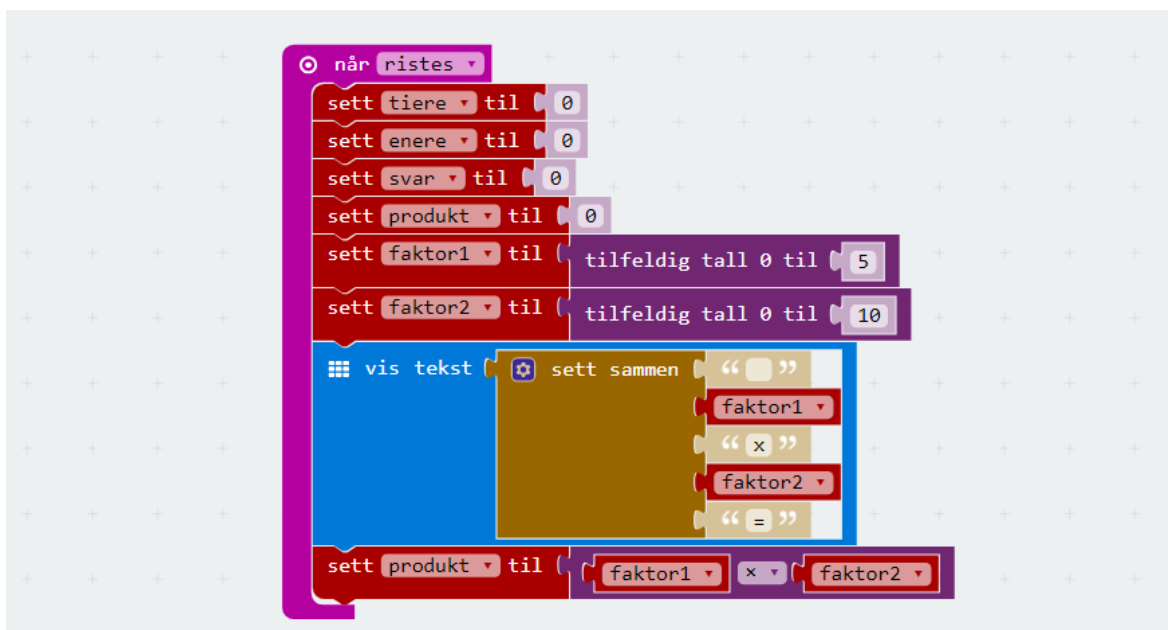 når ristes
sett tiere til 0
sett enere til 0
sett svar til 0
sett produkt til 0
sett faktor1 til tilfeldig tall 0 til 5
sett faktor2 til tilfeldig tall 0 til 10
vis tekst sett sammen “ ”
faktor1
“ x ”
faktor2
“ = ”
sett produkt til faktor1 × faktor2